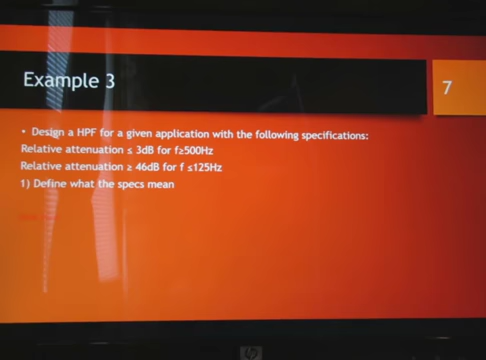 Example 3
7
• Design a HPF for a given application with the following specifications:
Relative attenuation ≤ 3dB for f≥500Hz
Relative attenuation ≥ 46dB for f ≤125Hz
1) Define what the specs mean
hp